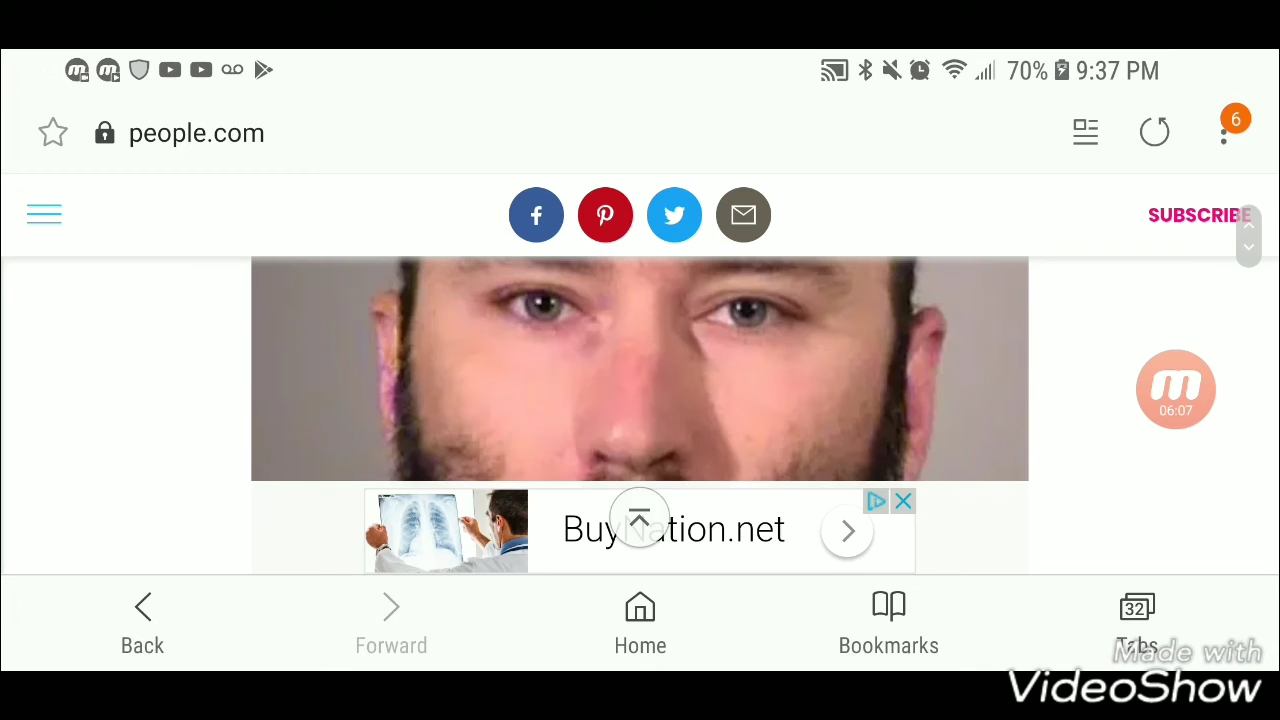 70% 9:37 PM
people.com
6
SUBSCRIBE
06:07
BuyNation.net
Back
Forward
Home
Bookmarks
32
Tabs
Made with
VideoShow